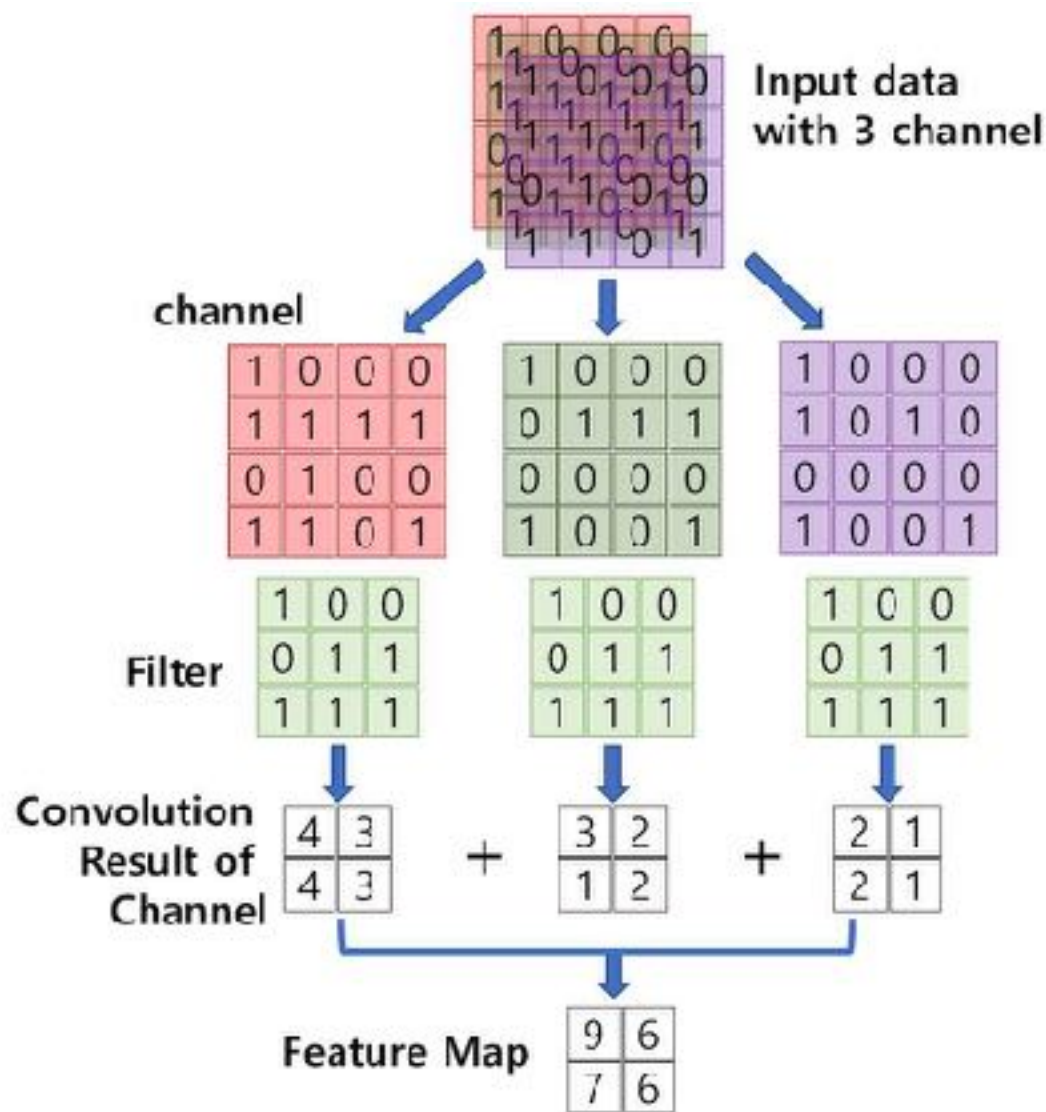 Input data
with 3 channel
channel
1 0 0 0 1 0 0 0 1 0 0 0
1 1 1 1 0 1 1 1 1 0 1 0
0 1 0 0 0 0 0 0 0 0 0 0
1 1 0 1 1 0 0 1 1 0 0 1
Filter
1 0 0 1 0 0 1 0 0
0 1 1 0 1 1 0 1 1
1 1 1 1 1 1 1 1 1
Convolution
Result of
Channel
4 3 + 3 2 + 2 1
4 3 1 2 2 1
Feature Map
9 6
7 6